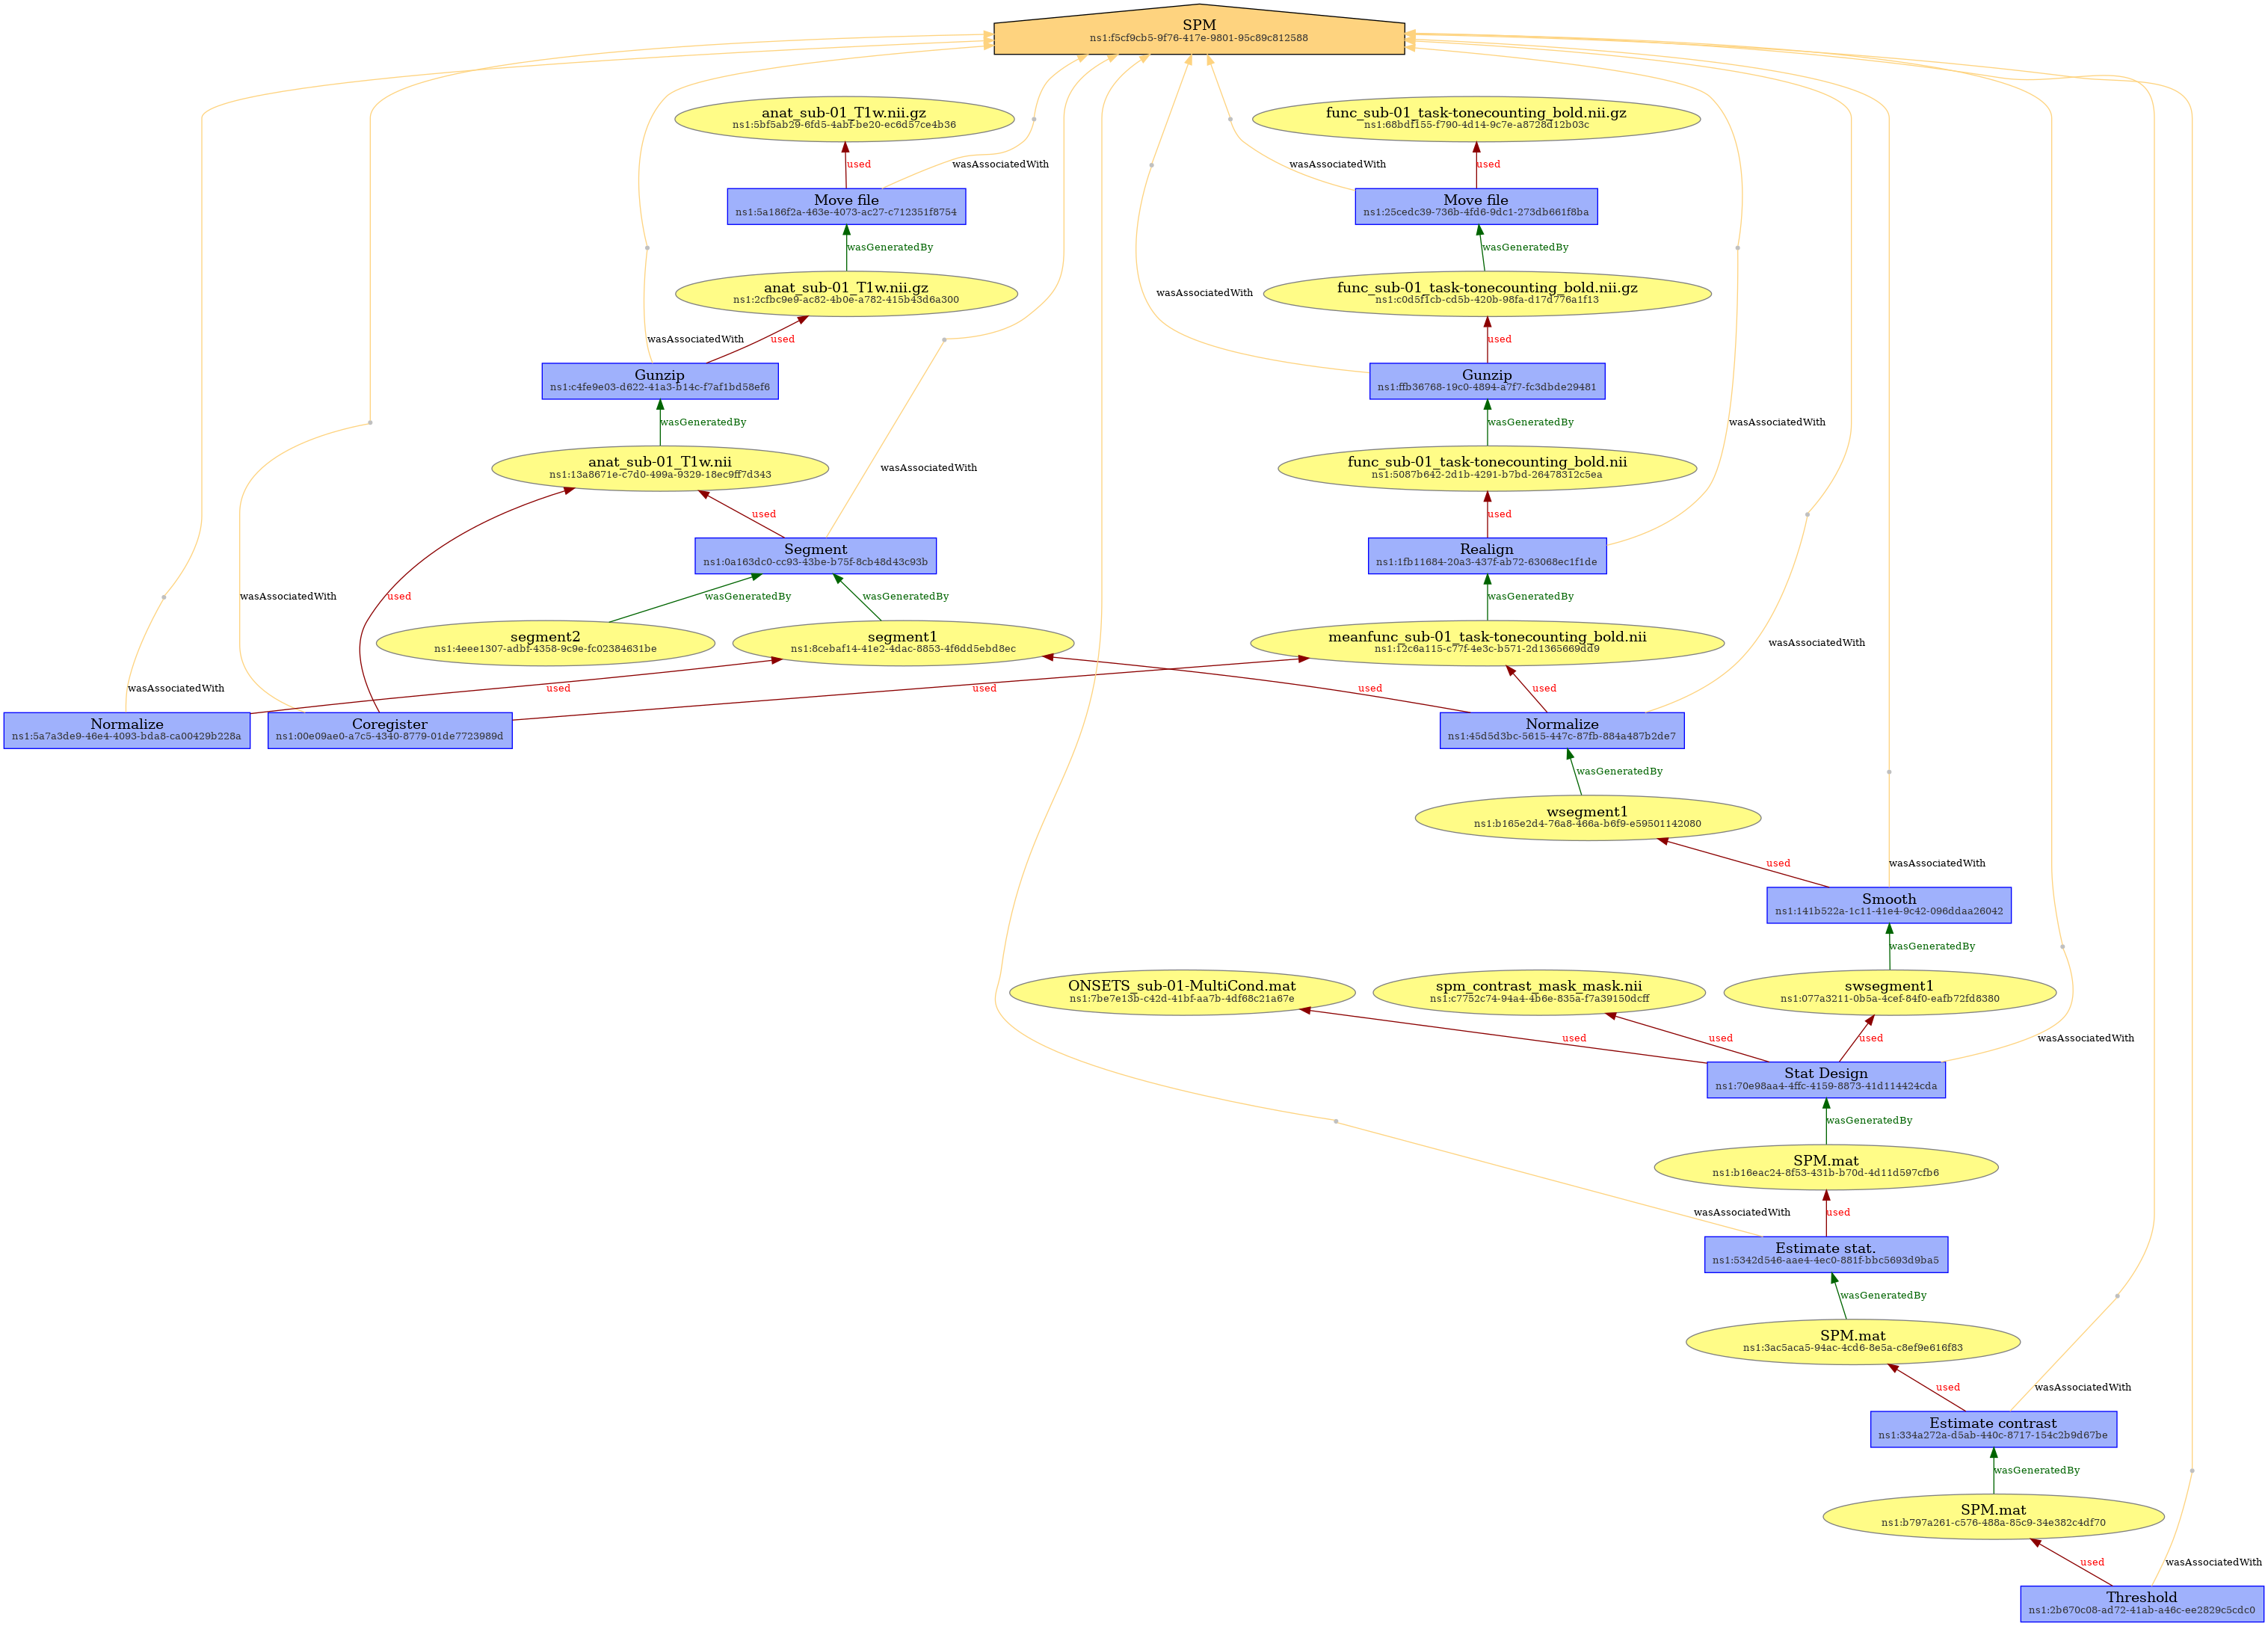 SPM
ns1:f5cf9cb5-9f76-417e-9801-95c89c812588
anat_sub-01_T1w.nii.gz
ns1:5bf5ab29-6fd5-4abf-be20-ec6d57ce4b36
func_sub-01_task-tonecounting_bold.nii.gz
ns1:68bdf155-f790-4d14-9c7e-a8728d12b03c
used
wasAssociatedWith
wasAssociatedWith
used
Move file
ns1:5a186f2a-463e-4073-ac27-c712351f8754
Move file
ns1:25cedc39-736b-4fd6-9dc1-273db661f8ba
wasGeneratedBy
wasGeneratedBy
anat_sub-01_T1w.nii.gz
ns1:2cfbc9e9-ac82-4b0e-a782-415b43d6a300
wasAssociatedWith
func_sub-01_task-tonecounting_bold.nii.gz
ns1:c0d5f1cb-cd5b-420b-98fa-d17d776a1f13
wasAssociatedWith
used
used
Gunzip
ns1:c4fe9e03-d622-41a3-b14c-f7af1bd58ef6
Gunzip
ns1:ffb36768-19c0-4894-a7f7-fc3dbde29481
wasGeneratedBy
wasGeneratedBy
wasAssociatedWith
anat_sub-01_T1w.nii
ns1:13a8671e-c7d0-499a-9329-18ec9ff7d343
wasAssociatedWith
func_sub-01_task-tonecounting_bold.nii
ns1:5087b642-2d1b-4291-b7bd-26478312c5ea
used
used
Segment
ns1:0a163dc0-cc93-43be-b75f-8cb48d43c93b
Realign
ns1:1fb11684-20a3-437f-ab72-63068ec1f1de
wasAssociatedWith
used
wasGeneratedBy
wasGeneratedBy
wasGeneratedBy
segment2
ns1:4eee1307-adbf-4358-9c9e-fc02384631be
segment1
ns1:8cebaf14-41e2-4dac-8853-4f6dd5ebd8ec
meanfunc_sub-01_task-tonecounting_bold.nii
ns1:12c6a115-c77f-4e3c-b571-2d1365669dd9
wasAssociatedWith
wasAssociatedWith
used
used
used
used
Normalize
ns1:5a7a3de9-46e4-4093-bda8-ca00429b228a
Coregister
ns1:00e09ae0-a7c5-4340-8779-01de7723989d
Normalize
ns1:45d5d3bc-5615-447c-87fb-884a487b2de7
wasGeneratedBy
wsegment1
ns1:b165e2d4-76a8-466a-b6f9-e59501142080
used
wasAssociatedWith
Smooth
ns1:141b522a-1c11-41e4-9c42-096ddaa26042
wasGeneratedBy
ONSETS_sub-01-MultiCond.mat
ns1:7be7e13b-c42d-41bf-aa7b-4df68c21a67e
spm_contrast_mask_mask.nii
ns1:c7752c74-94a4-4b6e-835a-f7a39150dcff
swsegment1
ns1:077a3211-0b5a-4cef-84f0-eafb72fd8380
used
used
used
wasAssociatedWith
Stat Design
ns1:70e98aa4-4ffc-4159-8873-41d114424cda
wasGeneratedBy
SPM.mat
ns1:b16eac24-8f53-431b-b70d-4d11d597cfb6
wasAssociatedWith
used
Estimate stat.
ns1:5342d546-aae4-4ec0-881f-bbc5693d9ba5
wasGeneratedBy
SPM.mat
ns1:3ac5aca5-94ac-4cd6-8e5a-c8ef9e616f83
used
wasAssociatedWith
Estimate contrast
ns1:334a272a-d5ab-440c-8717-154c2b9d67be
wasGeneratedBy
SPM.mat
ns1:b797a261-c576-488a-85c9-34e382c4df70
used
wasAssociatedWith
Threshold
ns1:2b670c08-ad72-41ab-a46c-ee2829c5cdc0